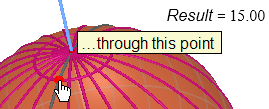 Result = 15.00
...through this point